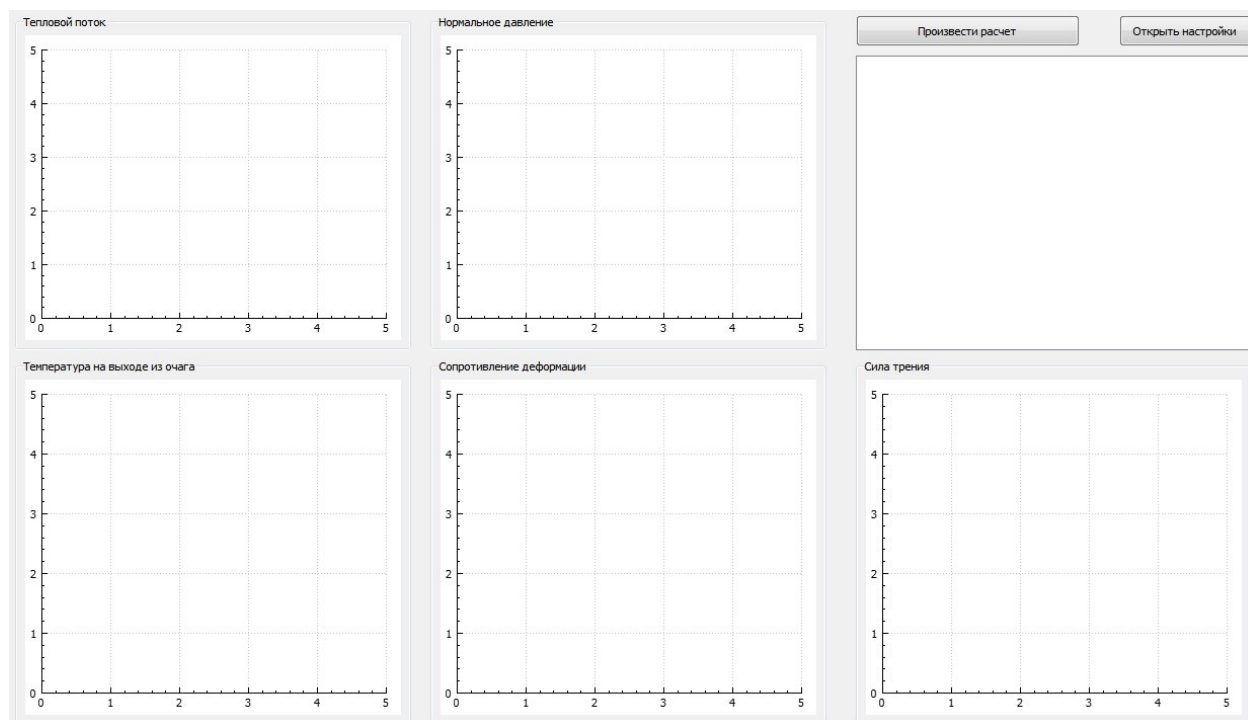 Тепловой поток
5
4
3
2
1
0
0 1 2 3 4 5
Нормальное давление
5
4
3
2
1
0
0 1 2 3 4 5
Произвести расчет
Открыть настройки
Температура на выходе из очага
5
4
3
2
1
0
0 1 2 3 4 5
Сопротивление деформации
5
4
3
2
1
0
0 1 2 3 4 5
Сила трения
5
4
3
2
1
0
0 1 2 3 4 5